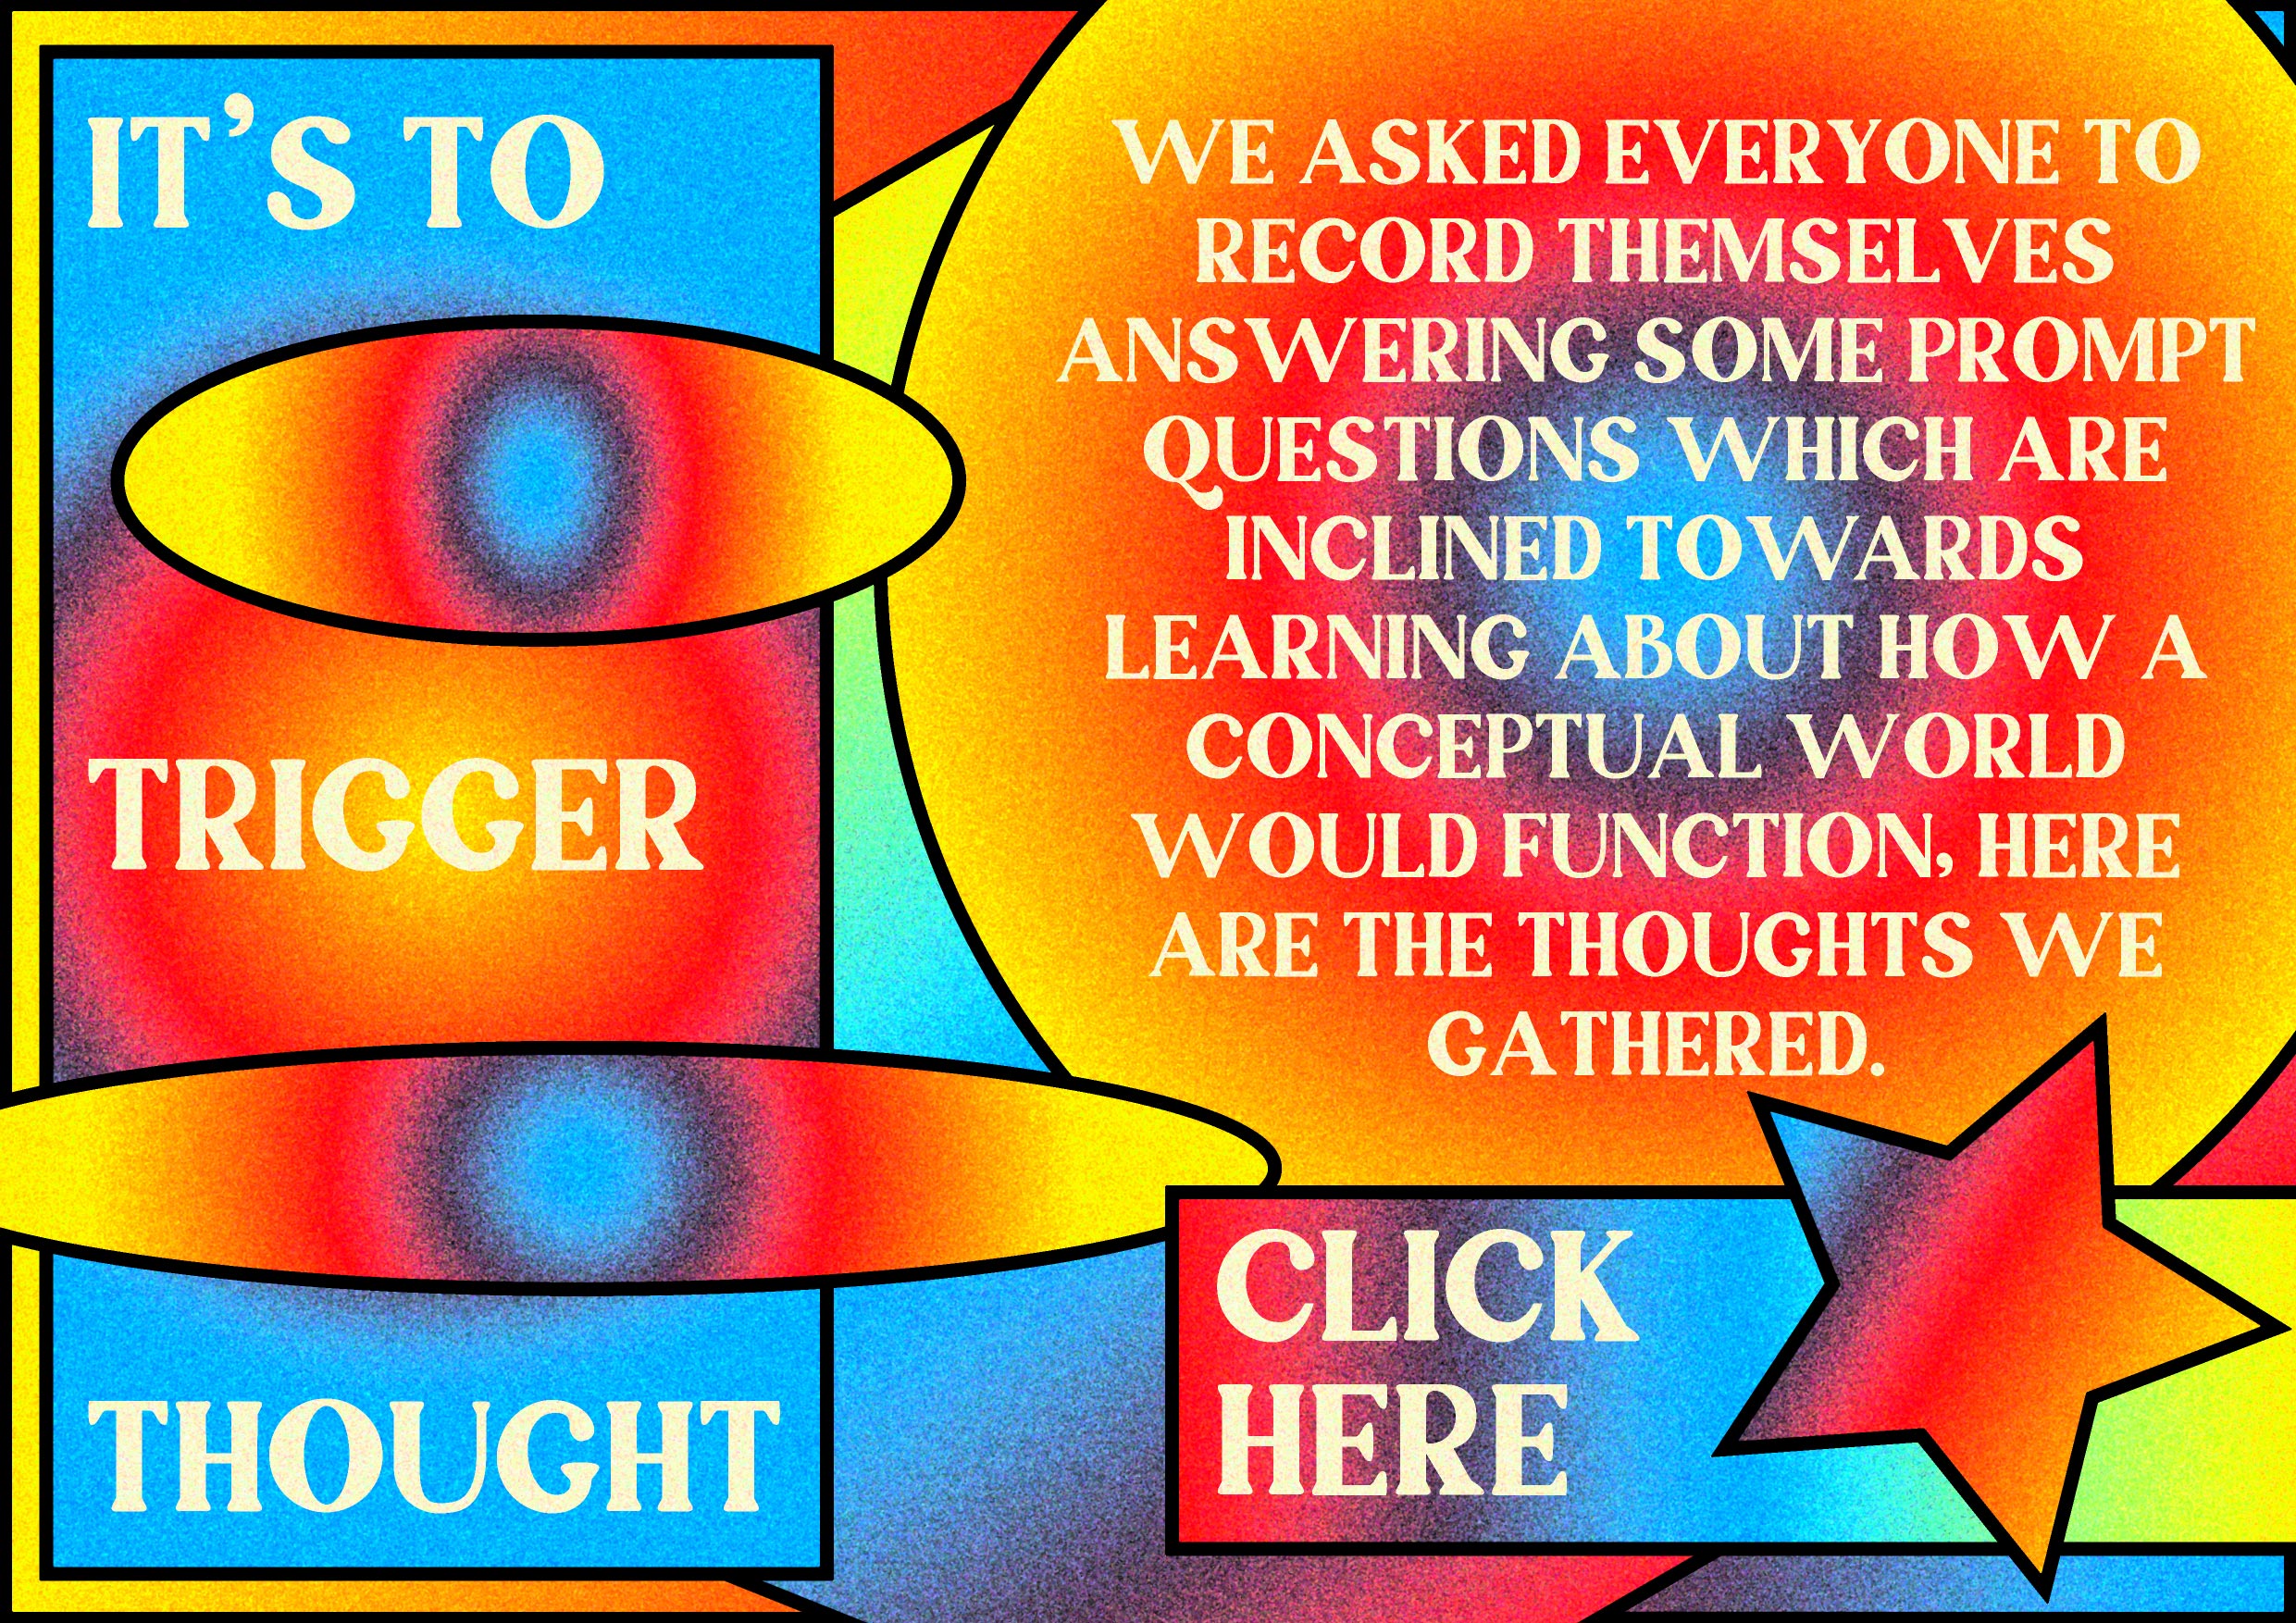 IT'S TO
TRIGGER
THOUGHT
WE ASKED EVERYONE TO
RECORD THEMSELVES
ANSWERING SOME PROMPT
QUESTIONS WHICH ARE
INCLINED TOWARDS
LEARNING ABOUT HOW A
CONCEPTUAL WORLD
WOULD FUNCTION, HERE
ARE THE THOUGHTS WE
GATHERED.
CLICK
HERE